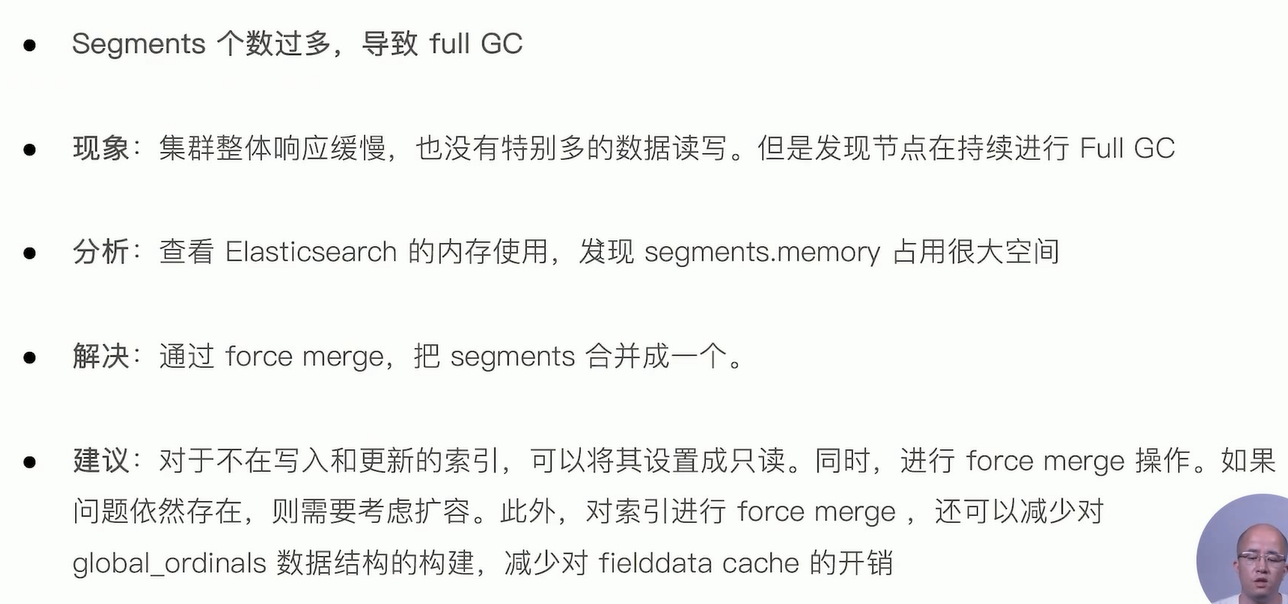 Segments 个数过多，导致 full GC
现象：集群整体响应缓慢，也没有特别多的数据读写。但是发现节点在持续进行 Full GC
分析：查看 Elasticsearch 的内存使用，发现 segments.memory 占用很大空间
解决：通过 force merge，把 segments 合并成一个。
建议：对于不在写入和更新的索引，可以将其设置成只读。同时，进行 force merge 操作。如果
问题依然存在，则需要考虑扩容。此外，对索引进行 force merge ，还可以减少对
global_ordinals 数据结构的构建，减少对 fielddata cache 的开销